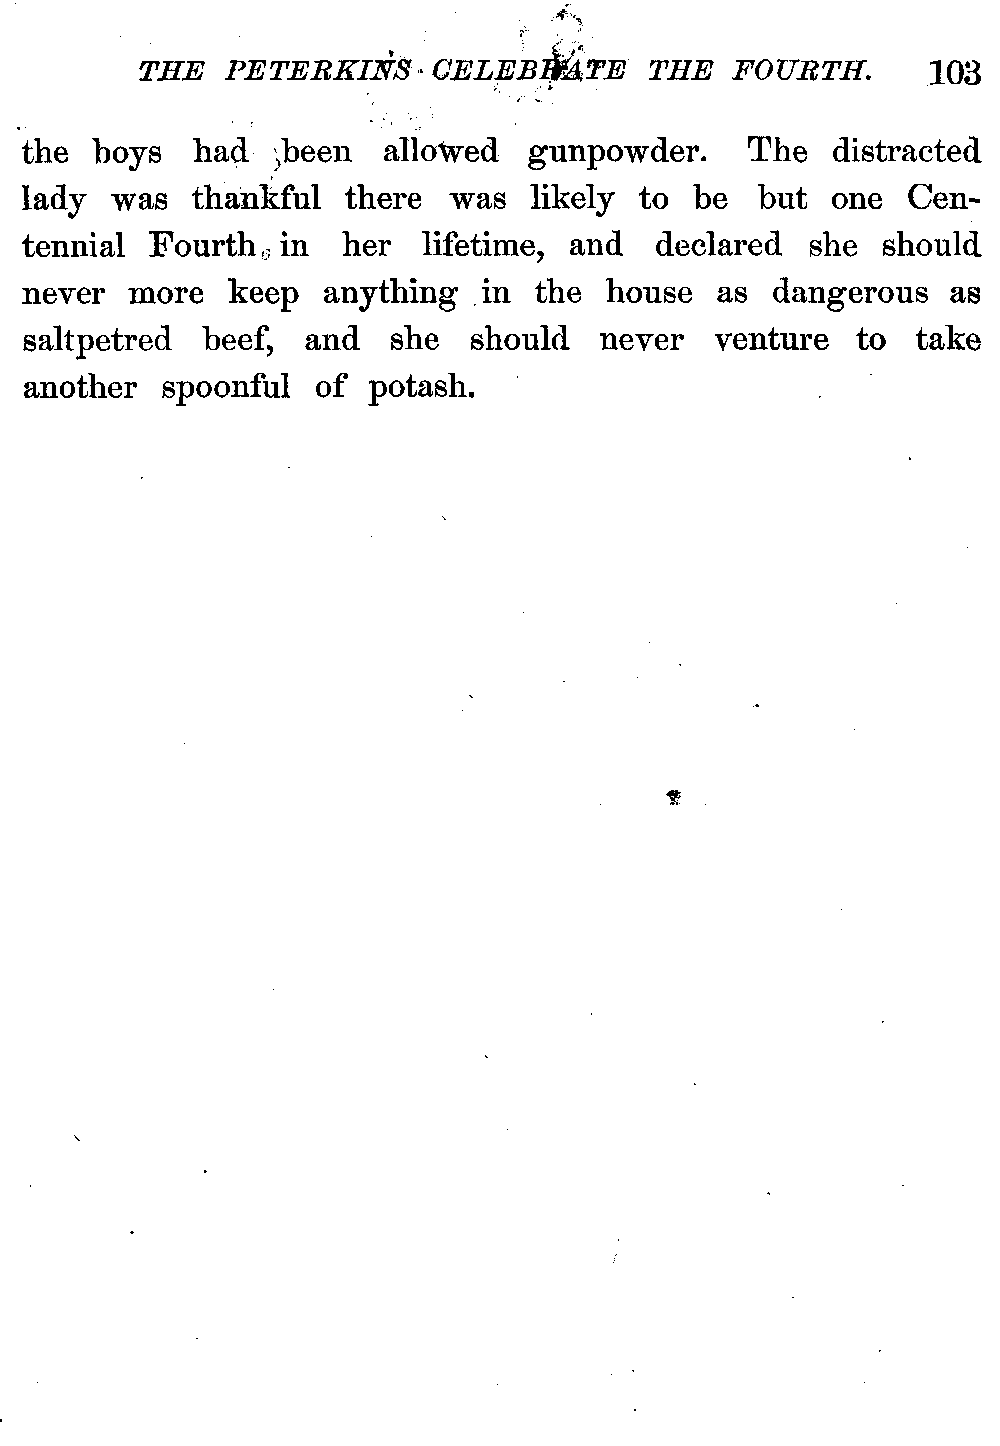 THE PETERKINS CELEBRATE THE FOURTH. 103
the boys had been allowed gunpowder. The distracted
lady was thankful there was likely to be but one Cen-
tennial Fourth in her lifetime, and declared she should
never more keep anything in the house as dangerous as
saltpetred beef, and she should never venture to take
another spoonful of potash.